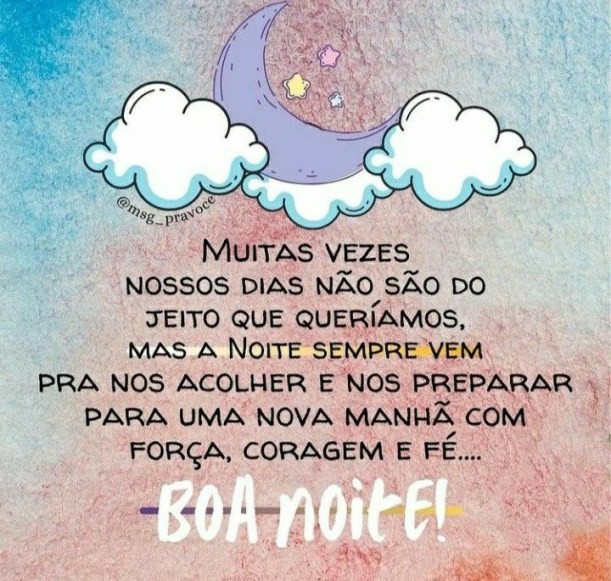 @msg_pravoce
Muitas vezes
nossos dias não são do
jeito que queríamos,
mas a Noite sempre vem
pra nos acolher e nos preparar
para uma nova manhã com
força, coragem e fé....
BOA noite!